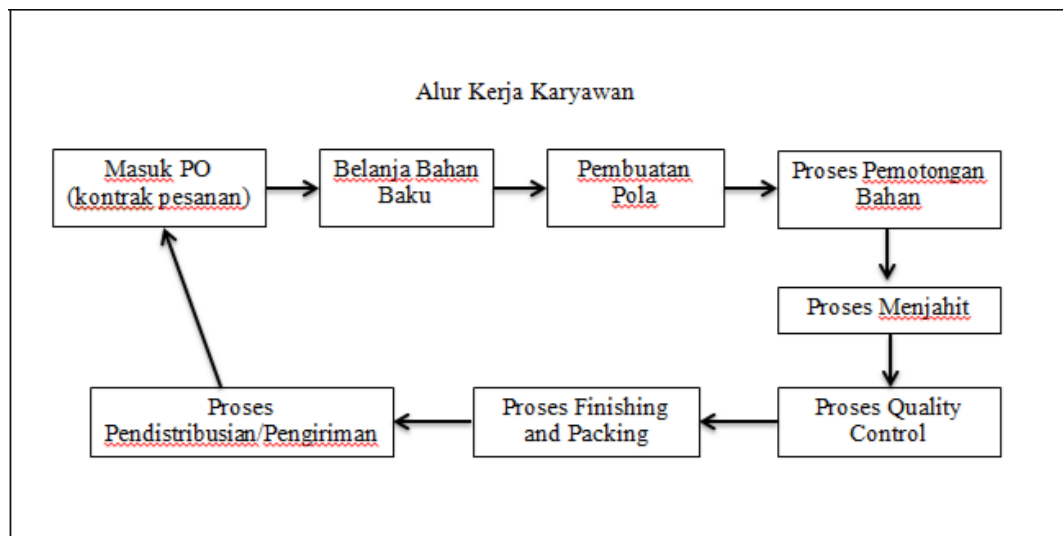 Alur Kerja Karyawan
Masuk PO
(kontrak pesanan)
Belanja Bahan
Baku
Pembuatan
Pola
Proses Pemotongan
Bahan
Proses Menjahit
Proses Quality
Control
Proses Finishing
and Packing
Proses
Pendistribusian/Pengiriman